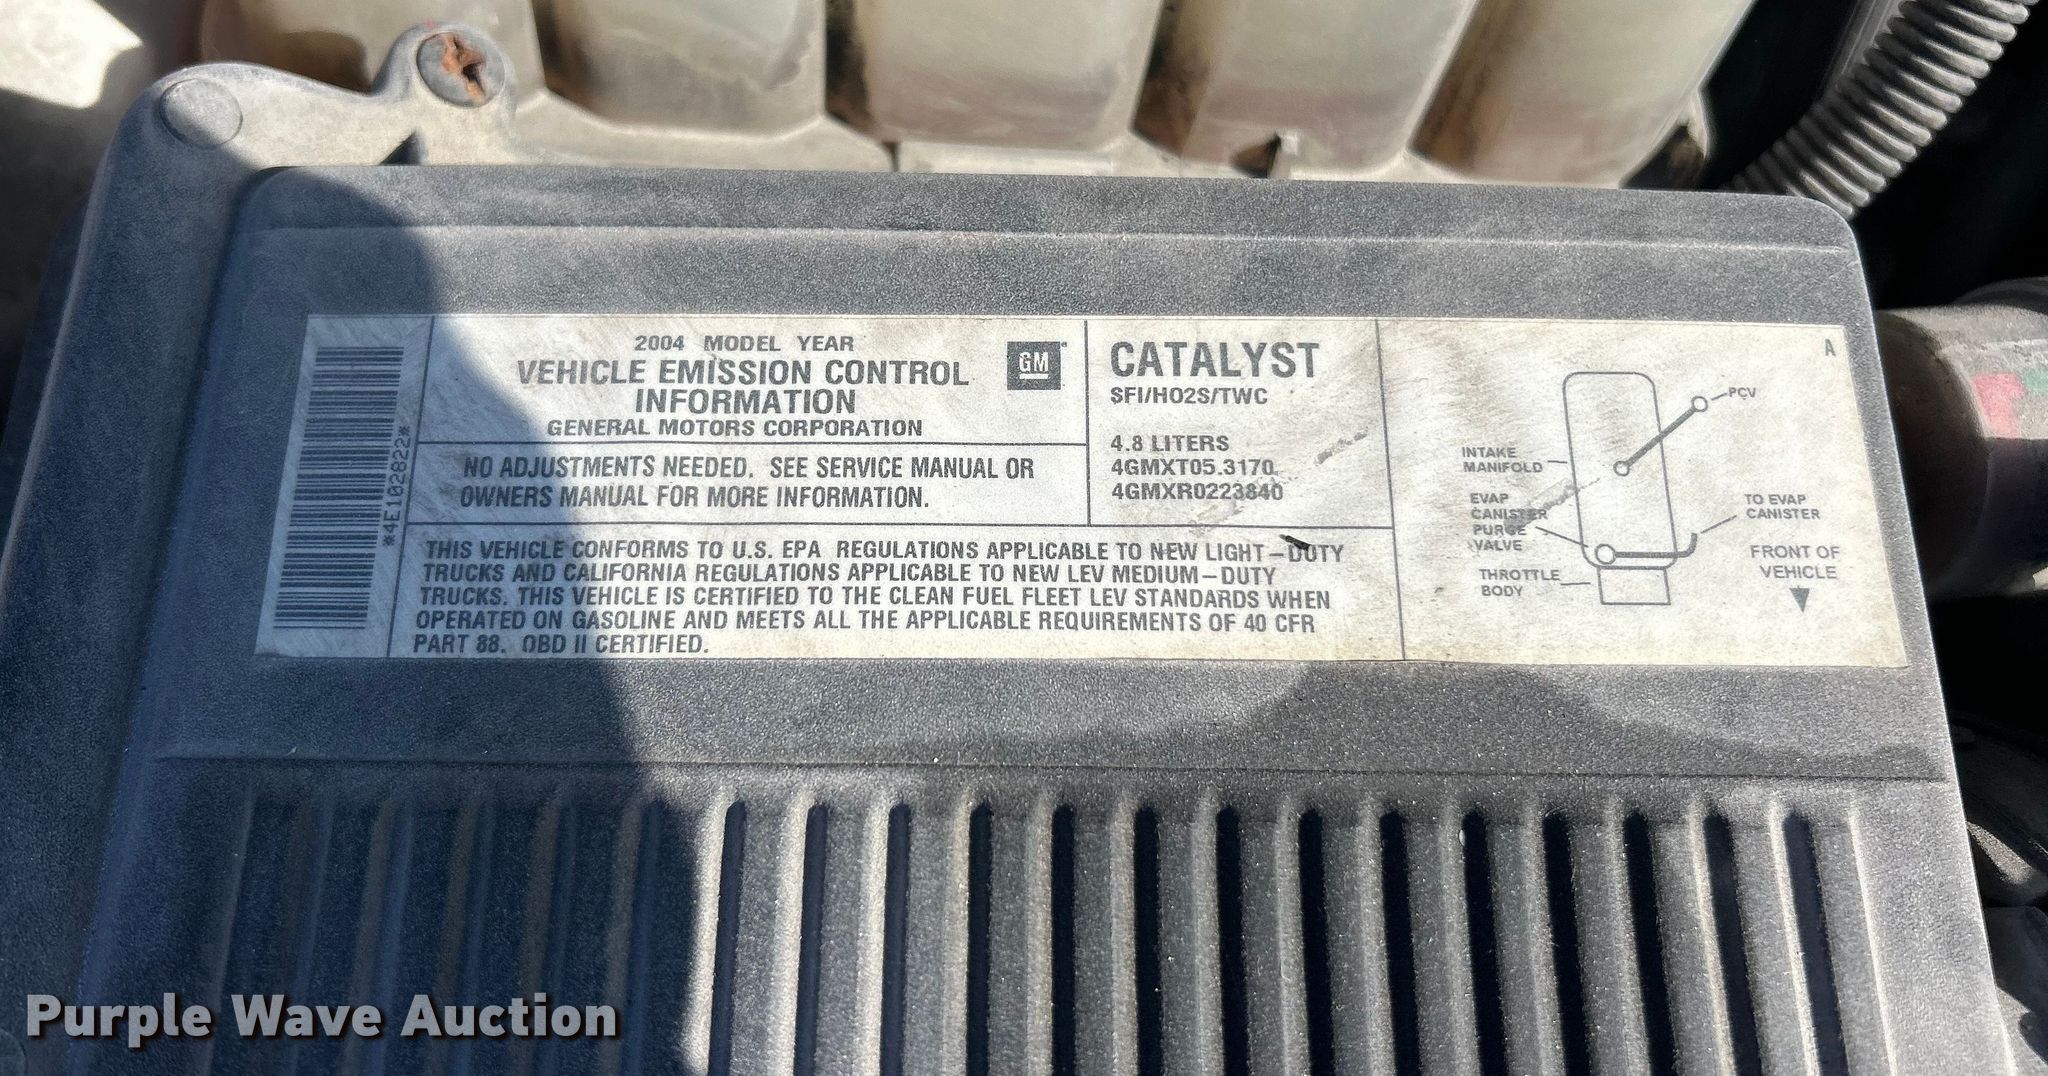 *4E102822*
2004 MODEL YEAR
VEHICLE EMISSION CONTROL
INFORMATION
GENERAL MOTORS CORPORATION
GM
NO ADJUSTMENTS NEEDED. SEE SERVICE MANUAL OR
OWNERS MANUAL FOR MORE INFORMATION.
CATALYST
SFI/HO2S/TWC
4.8 LITERS
4GMXT05.3170
4GMXR0223840
THIS VEHICLE CONFORMS TO U.S. EPA REGULATIONS APPLICABLE TO NEW LIGHT-DUTY
TRUCKS AND CALIFORNIA REGULATIONS APPLICABLE TO NEW LEV MEDIUM-DUTY
TRUCKS. THIS VEHICLE IS CERTIFIED TO THE CLEAN FUEL FLEET LEV STANDARDS WHEN
OPERATED ON GASOLINE AND MEETS ALL THE APPLICABLE REQUIREMENTS OF 40 CFR
PART 88. OBD II CERTIFIED.
A
PCV
INTAKE
MANIFOLD
EVAP
CANISTER
PURGE
VALVE
THROTTLE
BODY
TO EVAP
CANISTER
FRONT OF
VEHICLE
Purple Wave Auction